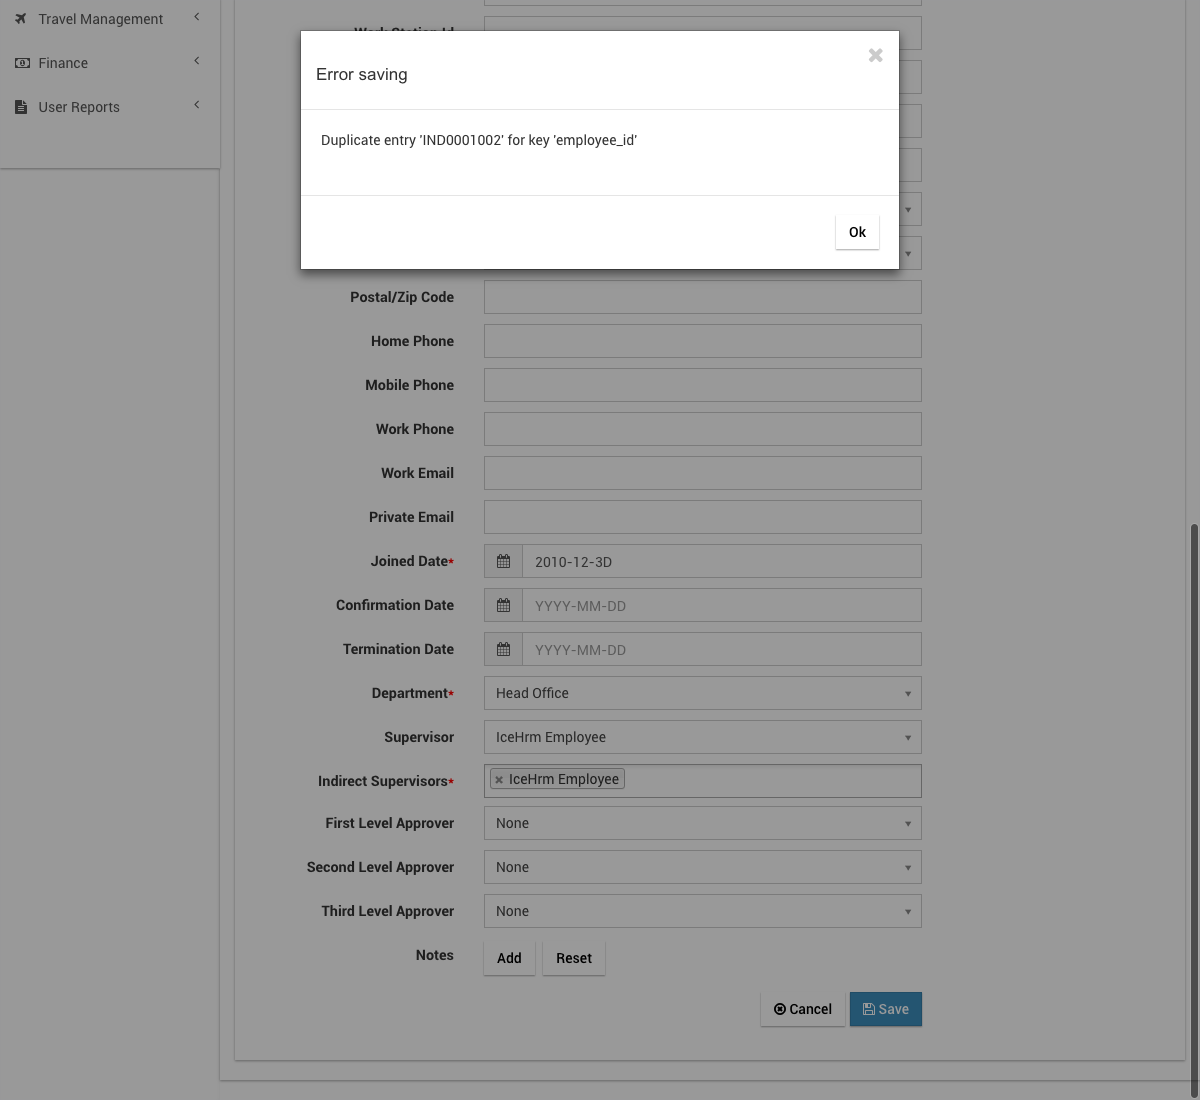 Travel Management
Finance
User Reports
Work Station Id
Error saving
Duplicate entry 'IND0001002' for key 'employee_id'
Ok
Postal/Zip Code
Home Phone
Mobile Phone
Work Phone
Work Email
Private Email
Joined Date* 2010-12-3D
Confirmation Date YYYY-MM-DD
Termination Date YYYY-MM-DD
Department* Head Office
Supervisor IceHrm Employee
Indirect Supervisors* IceHrm Employee
First Level Approver None
Second Level Approver None
Third Level Approver None
Notes Add Reset
Cancel Save